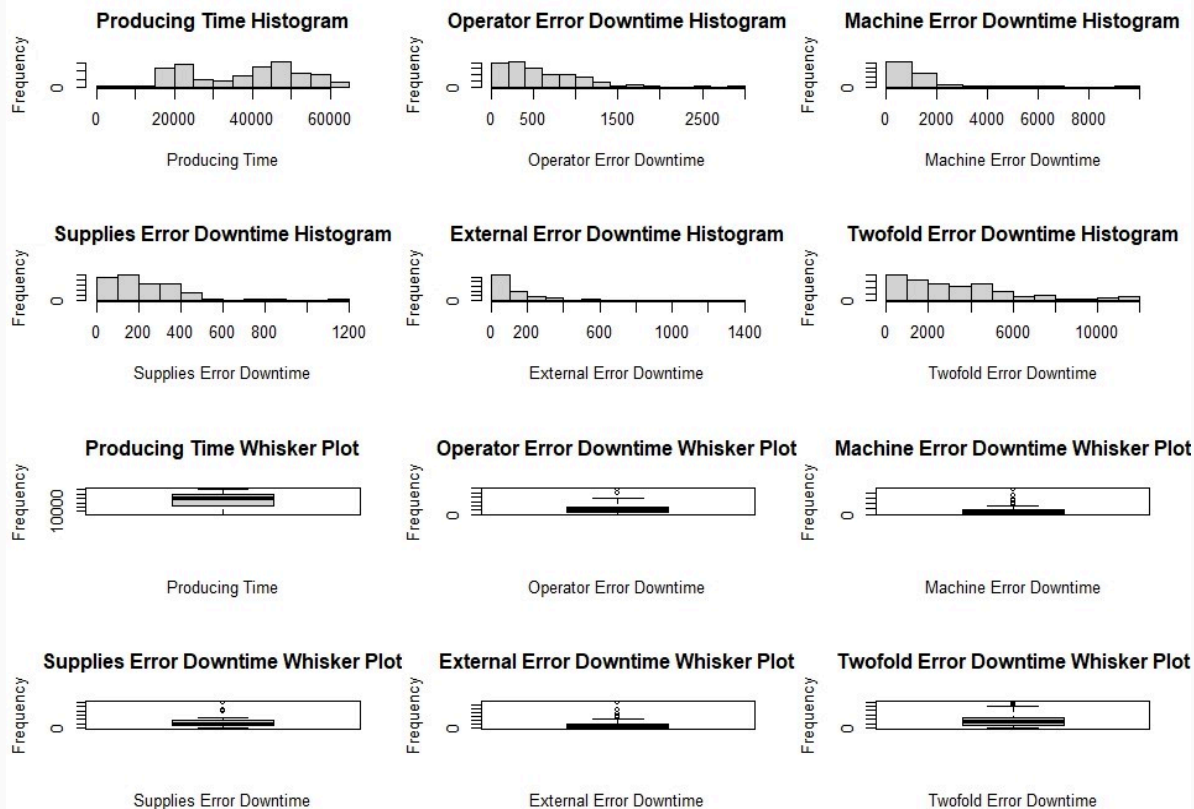 Producing Time Histogram
Frequency
0
0 20000 40000 60000
Producing Time
Operator Error Downtime Histogram
Frequency
0
0 500 1500 2500
Operator Error Downtime
Machine Error Downtime Histogram
Frequency
0
0 2000 4000 6000 8000
Machine Error Downtime
Supplies Error Downtime Histogram
Frequency
0
0 200 400 600 800 1200
Supplies Error Downtime
External Error Downtime Histogram
Frequency
0
0 200 600 1000 1400
External Error Downtime
Twofold Error Downtime Histogram
Frequency
0
0 2000 6000 10000
Twofold Error Downtime
Producing Time Whisker Plot
Frequency
10000
Producing Time
Operator Error Downtime Whisker Plot
Frequency
0
Operator Error Downtime
Machine Error Downtime Whisker Plot
Frequency
0
Machine Error Downtime
Supplies Error Downtime Whisker Plot
Frequency
0
Supplies Error Downtime
External Error Downtime Whisker Plot
Frequency
0
External Error Downtime
Twofold Error Downtime Whisker Plot
Frequency
0
Twofold Error Downtime